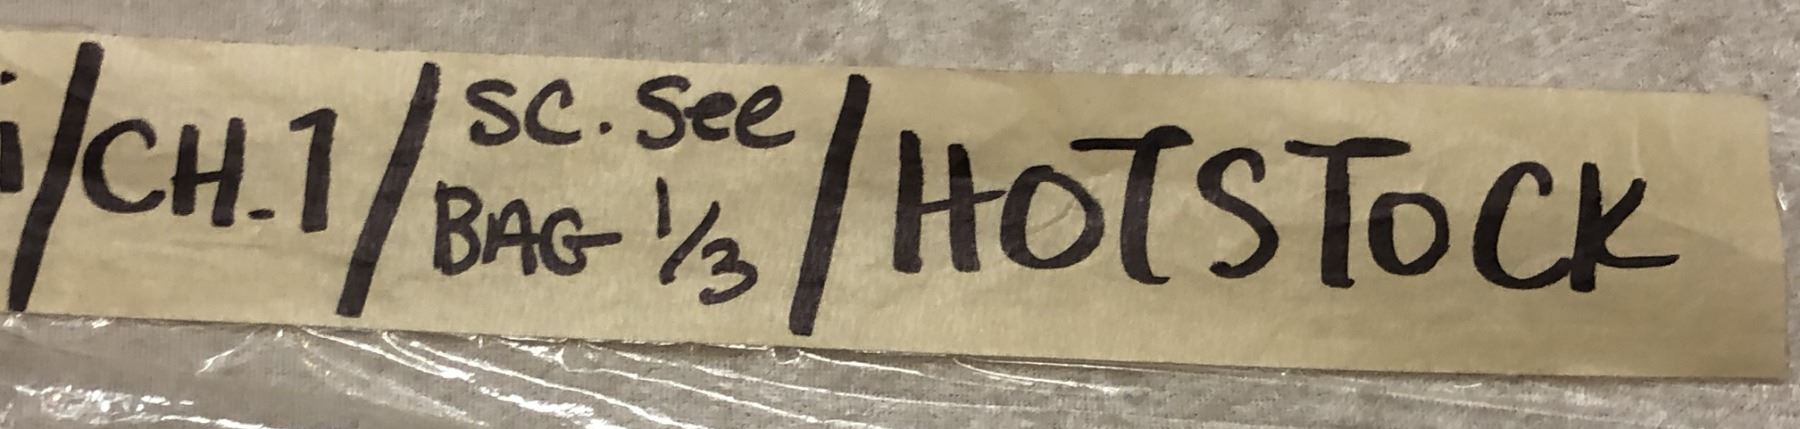 i/CH.1/SC. See/HOTSTOCK
BAG 1/3